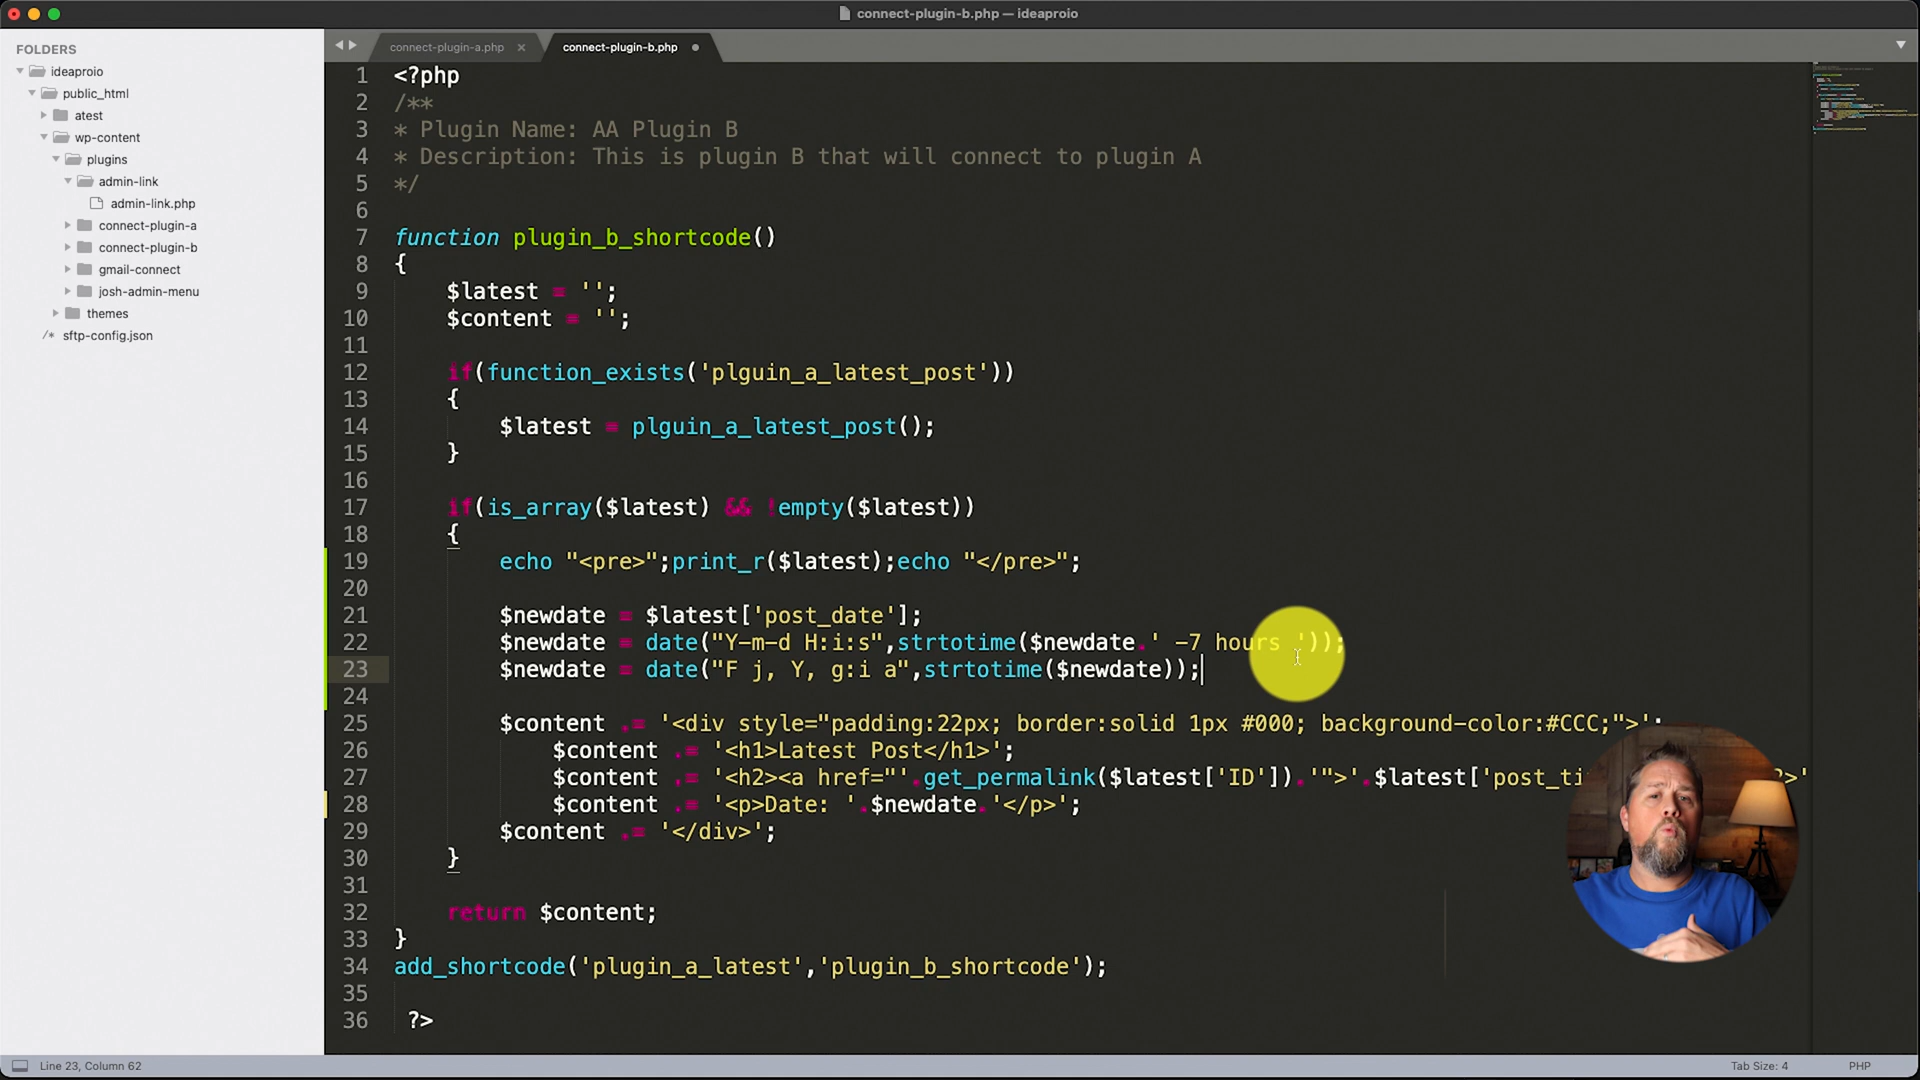 connect-plugin-b.php — ideaproio
FOLDERS
ideaproio
public_html
atest
wp-content
plugins
admin-link
admin-link.php
connect-plugin-a
connect-plugin-b
gmail-connect
josh-admin-menu
themes
/* sftp-config.json
connect-plugin-a.php ×
connect-plugin-b.php
1 <?php
2 /**
3 * Plugin Name: AA Plugin B
4 * Description: This is plugin B that will connect to plugin A
5 */
6
7 function plugin_b_shortcode()
8 {
9 $latest = '';
10 $content = '';
11
12 if(function_exists('plguin_a_latest_post'))
13 {
14 $latest = plguin_a_latest_post();
15 }
16
17 if(is_array($latest) && !empty($latest))
18 {
19 echo "<pre>";print_r($latest);echo "</pre>";
20
21 $newdate = $latest['post_date'];
22 $newdate = date("Y-m-d H:i:s",strtotime($newdate.' -7 hours '));
23 $newdate = date("F j, Y, g:i a",strtotime($newdate));
24
25 $content .= '<div style="padding:22px; border:solid 1px #000; background-color:#CCC;">';
26 $content .= '<h1>Latest Post</h1>';
27 $content .= '<h2><a href="'.get_permalink($latest['ID']).'">'.$latest['post_ti
28 $content .= '<p>Date: '.$newdate.'</p>';
29 $content .= '</div>';
30 }
31
32 return $content;
33 }
34 add_shortcode('plugin_a_latest','plugin_b_shortcode');
35
36 ?>
Line 23, Column 62
Tab Size: 4
PHP